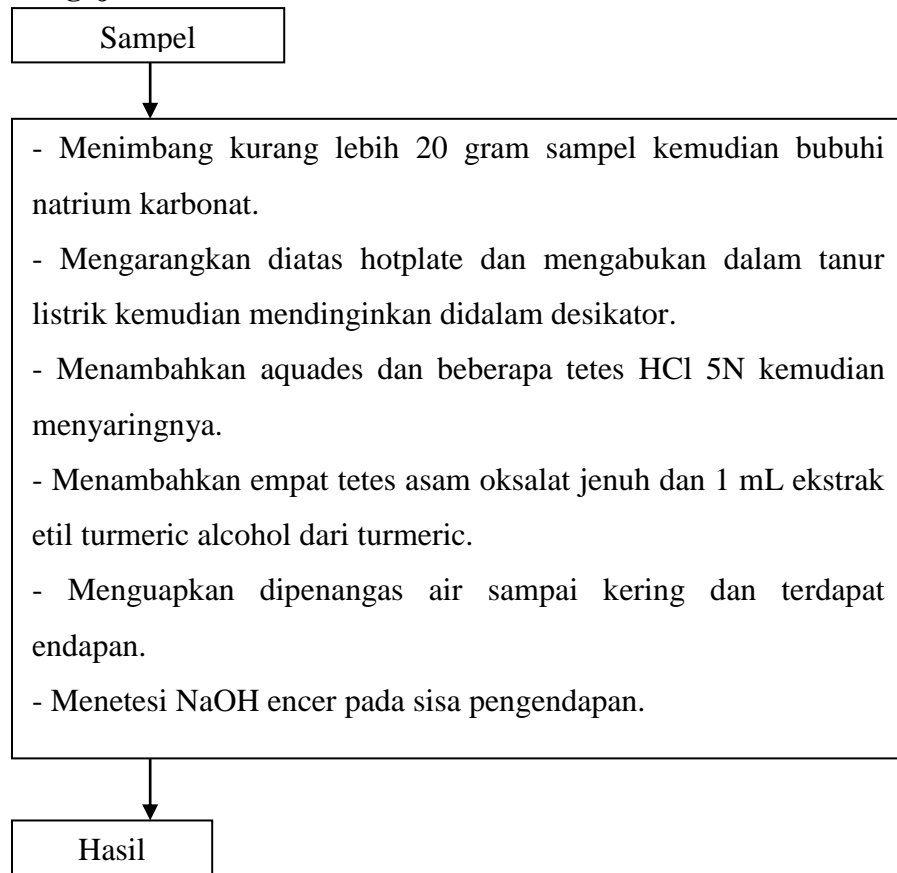 Sampel
- Menimbang kurang lebih 20 gram sampel kemudian bubuhi
natrium karbonat.
- Mengarangkan diatas hotplate dan mengabukan dalam tanur
listrik kemudian mendinginkan didalam desikator.
- Menambahkan aquades dan beberapa tetes HCl 5N kemudian
menyaringnya.
- Menambahkan empat tetes asam oksalat jenuh dan 1 mL ekstrak
etil turmeric alcohol dari turmeric.
- Menguapkan dipenangas air sampai kering dan terdapat
endapan.
- Menetesi NaOH encer pada sisa pengendapan.
Hasil